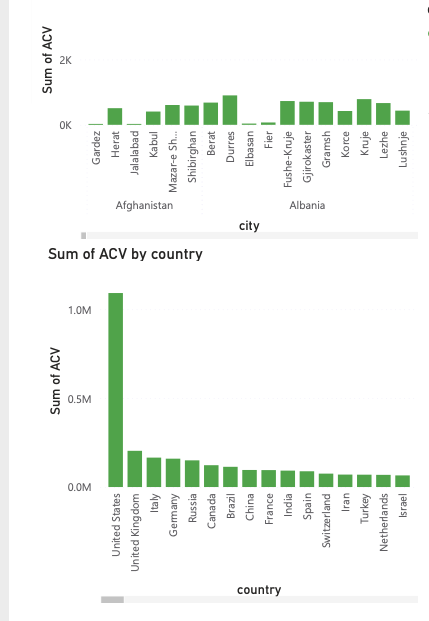 Sum of ACV
2K
0K
Gardez
Herat
Jalalabad
Kabul
Mazar-e Sh...
Shibirghan
Berat
Durres
Elbasan
Fier
Fushe-Kruje
Gjirokaster
Gramsh
Korce
Kruje
Lezhe
Lushnje
Afghanistan
Albania
city
Sum of ACV by country
Sum of ACV
1.0M
0.5M
0.0M
United States
United Kingdom
Italy
Germany
Russia
Canada
Brazil
China
France
India
Spain
Switzerland
Iran
Turkey
Netherlands
Israel
country